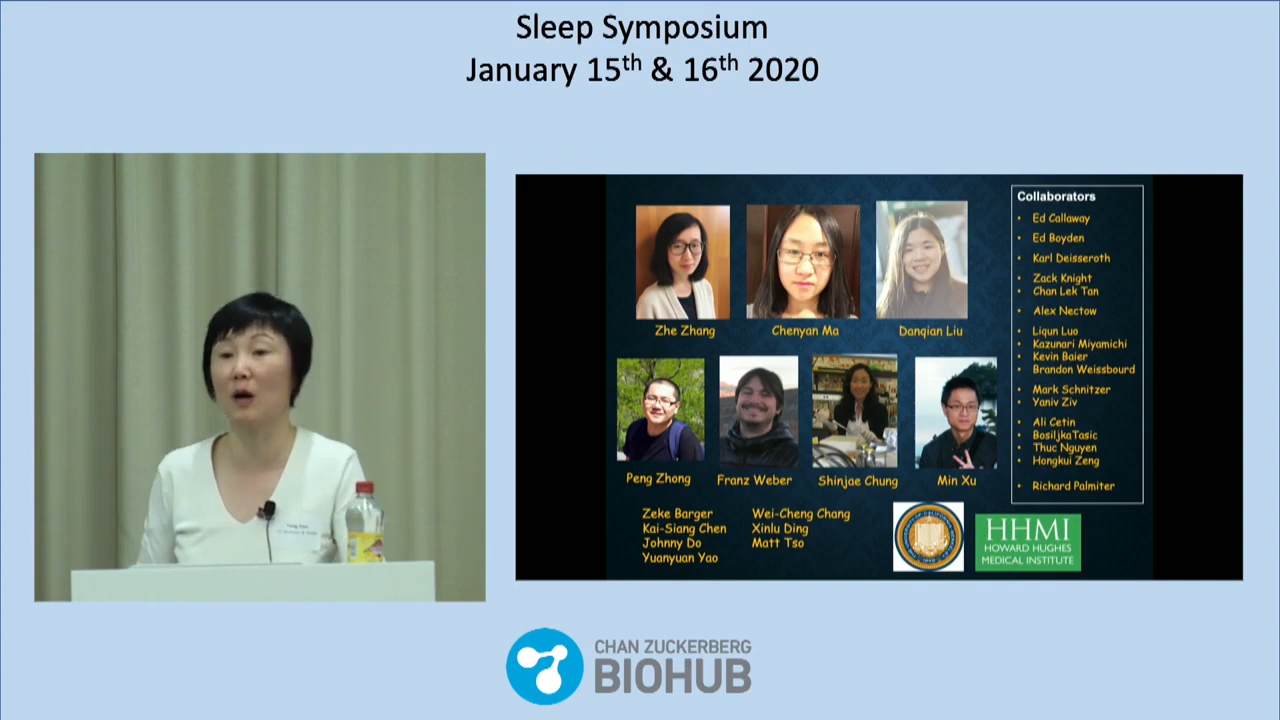 Sleep Symposium
January 15th & 16th 2020
Zhe Zhang
Chenyan Ma
Danqian Liu
Peng Zhong
Franz Weber
Shinjae Chung
Min Xu
Zeke Barger
Kai-Siang Chen
Johnny Do
Yuanyuan Yao
Wei-Cheng Chang
Xinlu Ding
Matt Tso
Collaborators
• Ed Callaway
• Ed Boyden
• Karl Deisseroth
• Zack Knight
• Chan Lek Tan
• Alex Nectow
• Liqun Luo
• Kazunari Miyamichi
• Kevin Baier
• Brandon Weissbourd
• Mark Schnitzer
• Yaniv Ziv
• Ali Cetin
• BosiljkaTasic
• Thuc Nguyen
• Hongkui Zeng
• Richard Palmiter
HHMI
HOWARD HUGHES
MEDICAL INSTITUTE
CHAN ZUCKERBERG
BIOHUB